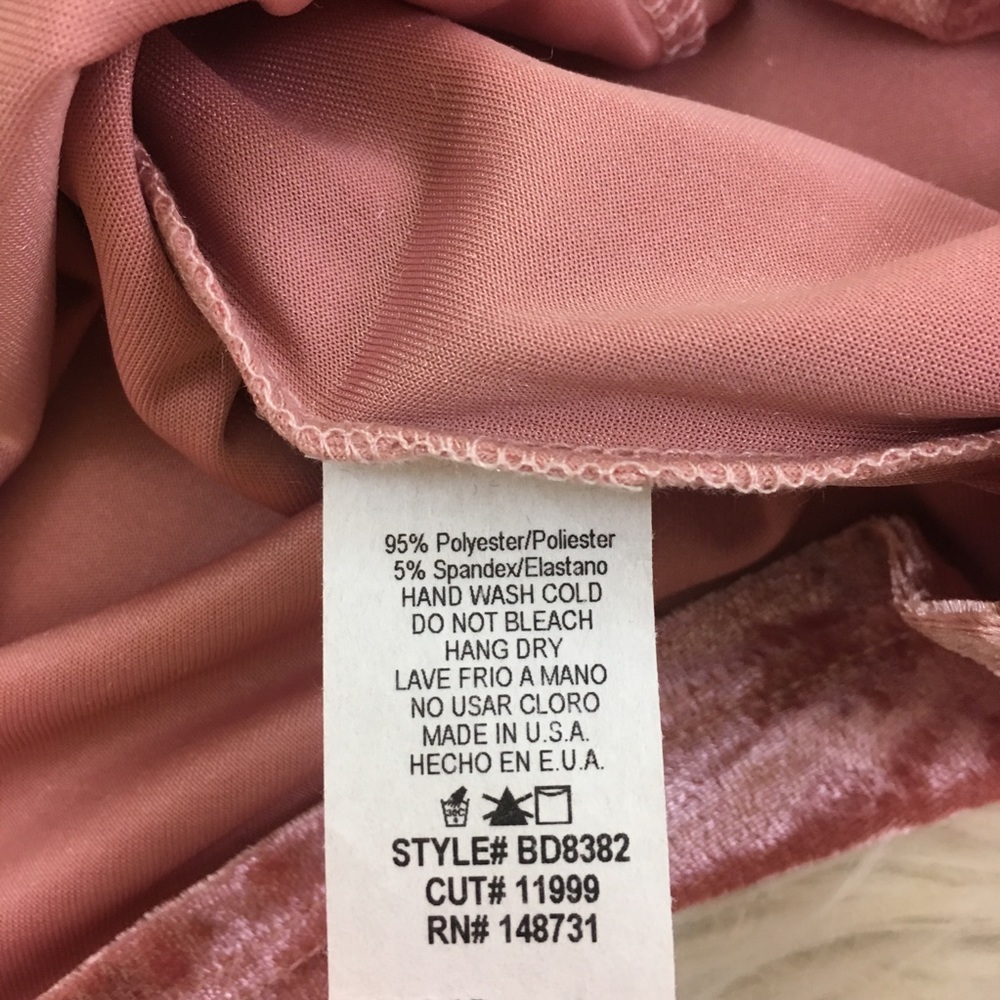 95% Polyester/Poliester
5% Spandex/Elastano
HAND WASH COLD
DO NOT BLEACH
HANG DRY
LAVE FRIO A MANO
NO USAR CLORO
MADE IN U.S.A.
HECHO EN E.U.A.
STYLE# BD8382
CUT# 11999
RN# 148731